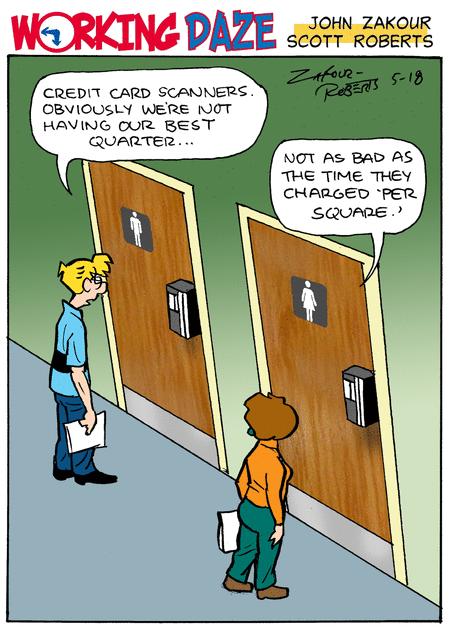 WORKING DAZE
JOHN ZAKOUR
SCOTT ROBERTS
ZAKOUR-
ROBERTS 5-18
CREDIT CARD SCANNERS.
OBVIOUSLY WE'RE NOT
HAVING OUR BEST
QUARTER...
NOT AS BAD AS
THE TIME THEY
CHARGED 'PER
SQUARE.'